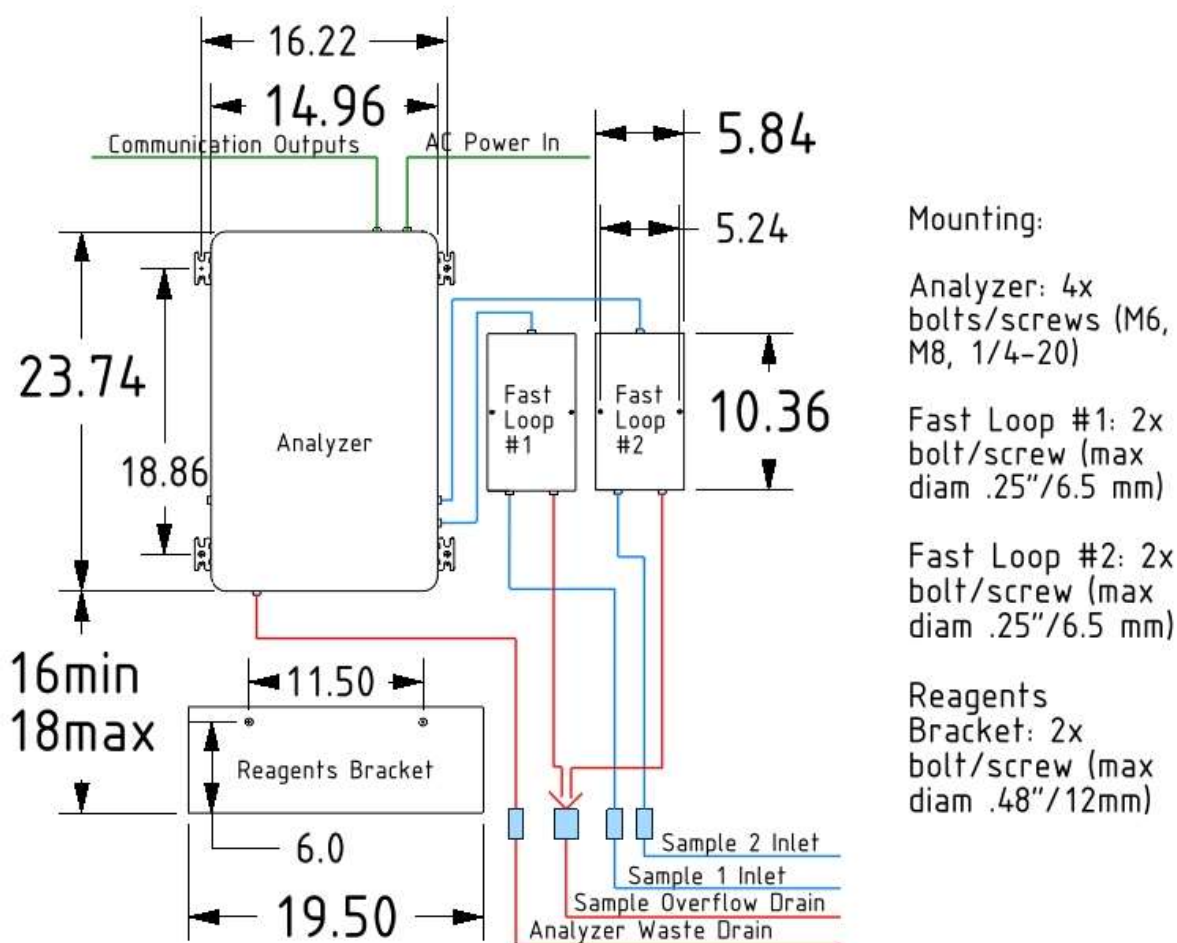 16.22
14.96
Communication Outputs
AC Power In
5.84
5.24
23.74
18.86
Analyzer
Fast
Loop
#1
Fast
Loop
#2
10.36
16min
18max
11.50
Reagents Bracket
6.0
19.50
Sample 2 Inlet
Sample 1 Inlet
Sample Overflow Drain
Analyzer Waste Drain
Mounting:
Analyzer: 4x
bolts/screws (M6,
M8, 1/4-20)
Fast Loop #1: 2x
bolt/screw (max
diam .25"/6.5 mm)
Fast Loop #2: 2x
bolt/screw (max
diam .25"/6.5 mm)
Reagents
Bracket: 2x
bolt/screw (max
diam .48"/12mm)